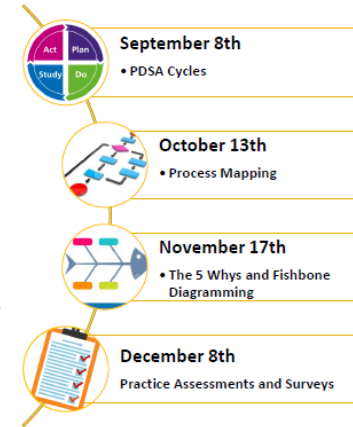 Act Plan
Study Do
September 8th
• PDSA Cycles
October 13th
• Process Mapping
November 17th
• The 5 Whys and Fishbone
Diagramming
December 8th
Practice Assessments and Surveys